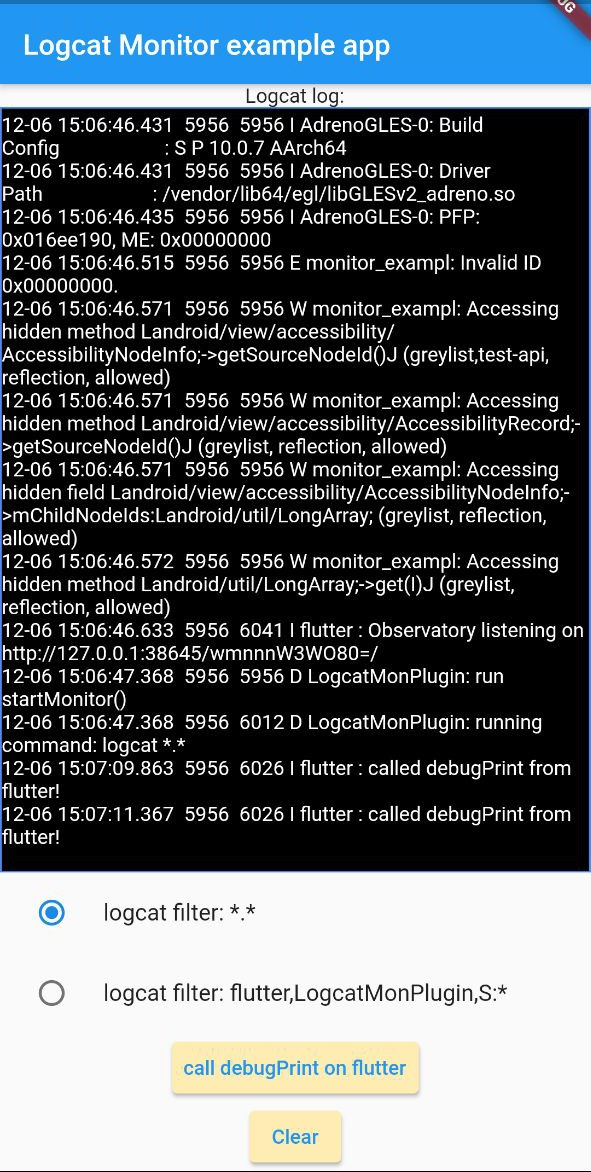 UG
Logcat Monitor example app
Logcat log:
12-06 15:06:46.431 5956 5956 I AdrenoGLES-0: Build
Config : S P 10.0.7 AArch64
12-06 15:06:46.431 5956 5956 I AdrenoGLES-0: Driver
Path : /vendor/lib64/egl/libGLESv2_adreno.so
12-06 15:06:46.435 5956 5956 I AdrenoGLES-0: PFP:
0x016ee190, ME: 0x00000000
12-06 15:06:46.515 5956 5956 E monitor_exampl: Invalid ID
0x00000000.
12-06 15:06:46.571 5956 5956 W monitor_exampl: Accessing
hidden method Landroid/view/accessibility/
AccessibilityNodeInfo;->getSourceNodeId()J (greylist,test-api,
reflection, allowed)
12-06 15:06:46.571 5956 5956 W monitor_exampl: Accessing
hidden method Landroid/view/accessibility/AccessibilityRecord;-
>getSourceNodeId()J (greylist, reflection, allowed)
12-06 15:06:46.571 5956 5956 W monitor_exampl: Accessing
hidden field Landroid/view/accessibility/AccessibilityNodeInfo;-
>mChildNodeIds:Landroid/util/LongArray; (greylist, reflection,
allowed)
12-06 15:06:46.572 5956 5956 W monitor_exampl: Accessing
hidden method Landroid/util/LongArray;->get(I)J (greylist,
reflection, allowed)
12-06 15:06:46.633 5956 6041 I flutter : Observatory listening on
http://127.0.0.1:38645/wmnnnW3WO80=/
12-06 15:06:47.368 5956 5956 D LogcatMonPlugin: run
startMonitor()
12-06 15:06:47.368 5956 6012 D LogcatMonPlugin: running
command: logcat *.*
12-06 15:07:09.863 5956 6026 I flutter : called debugPrint from
flutter!
12-06 15:07:11.367 5956 6026 I flutter : called debugPrint from
flutter!
logcat filter: *.*
logcat filter: flutter,LogcatMonPlugin,S:*
call debugPrint on flutter
Clear